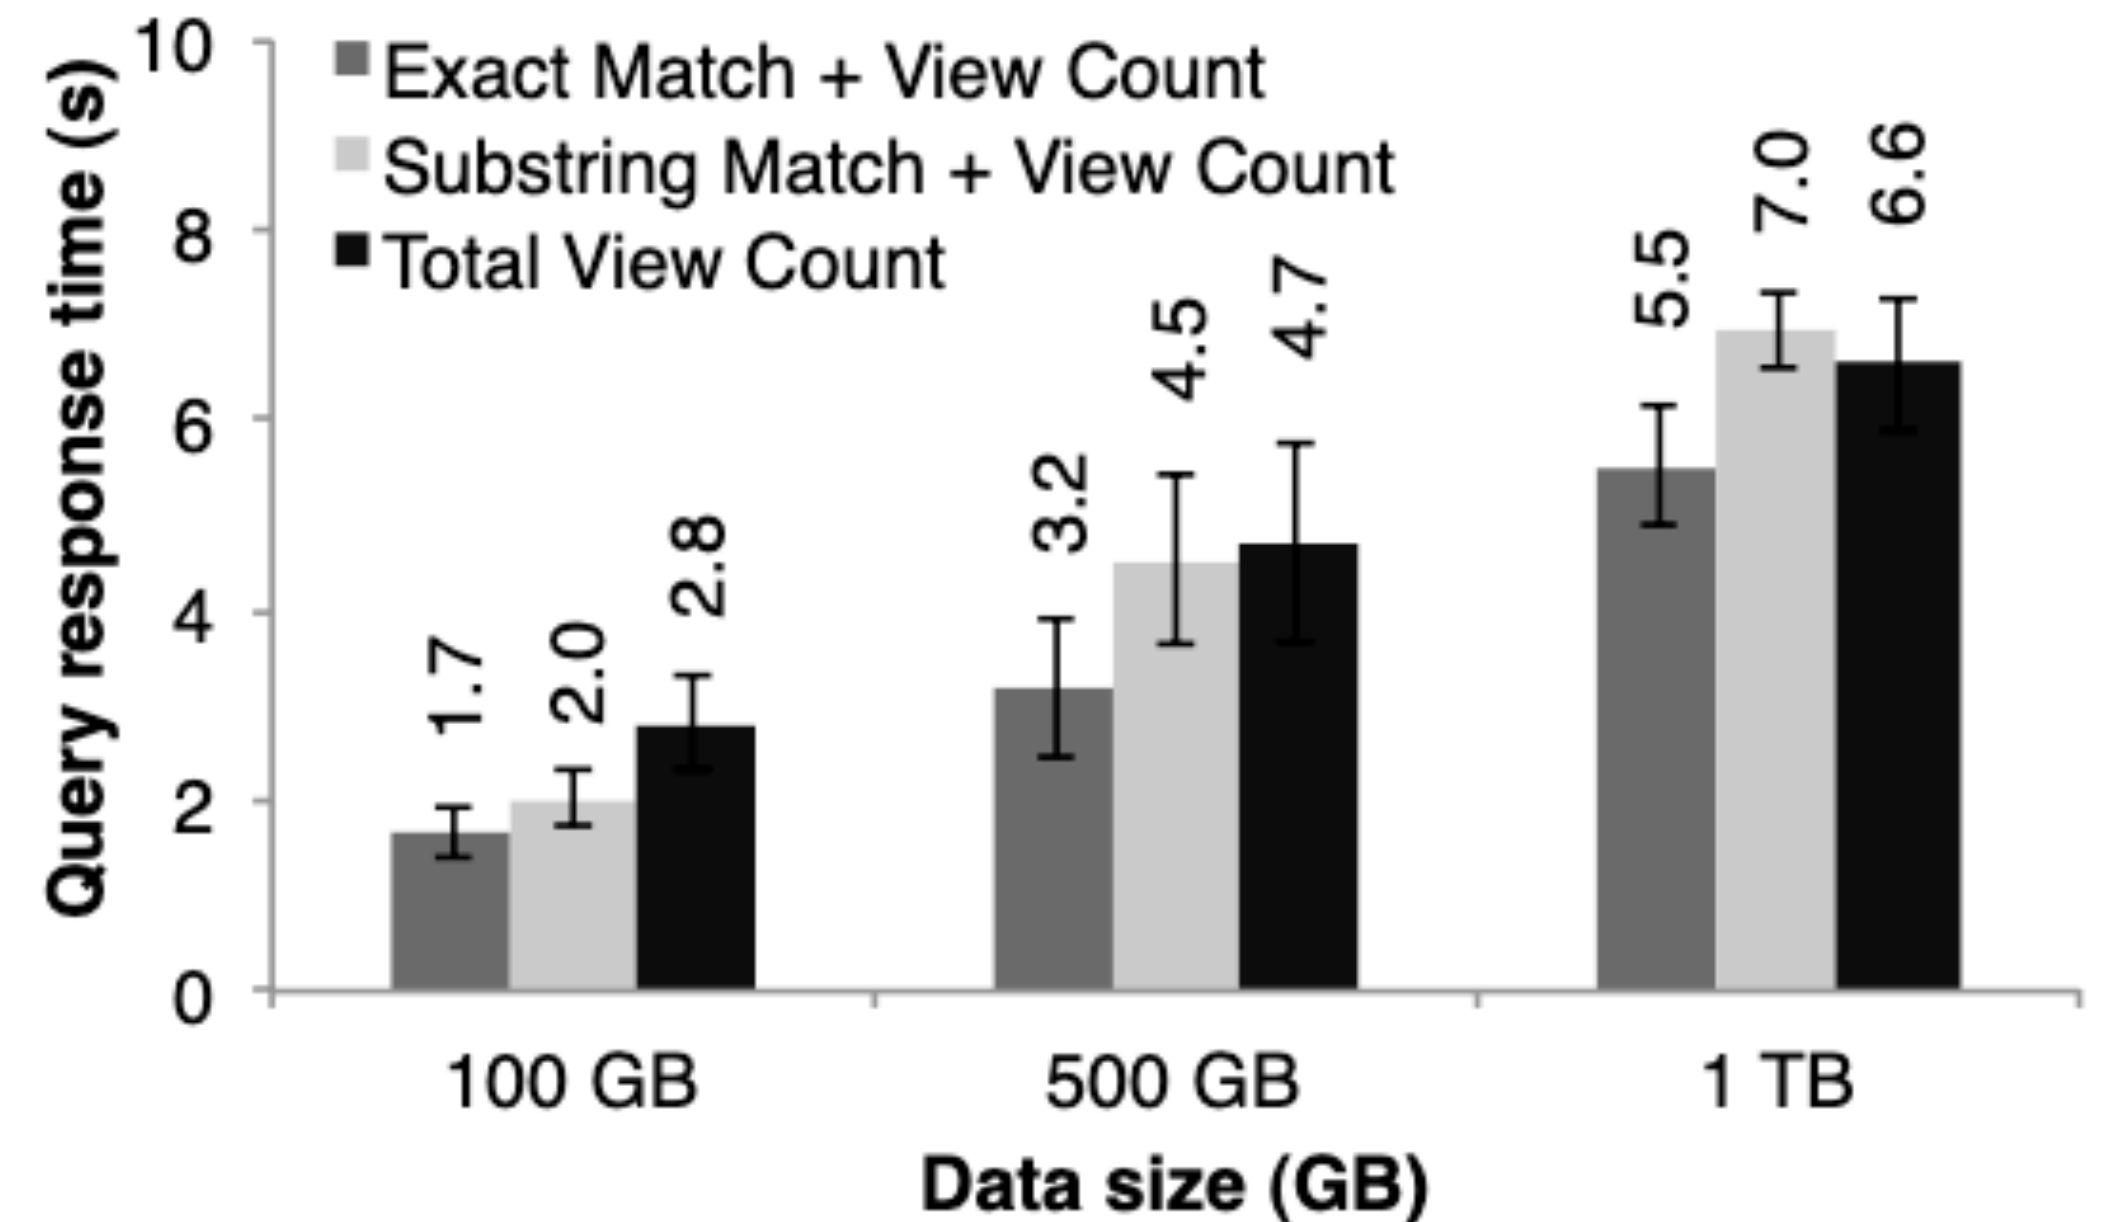 Query response time (s)
10
8
6
4
2
0
Exact Match + View Count
Substring Match + View Count
Total View Count
1.7
2.0
2.8
3.2
4.5
4.7
5.5
7.0
6.6
100 GB
500 GB
1 TB
Data size (GB)